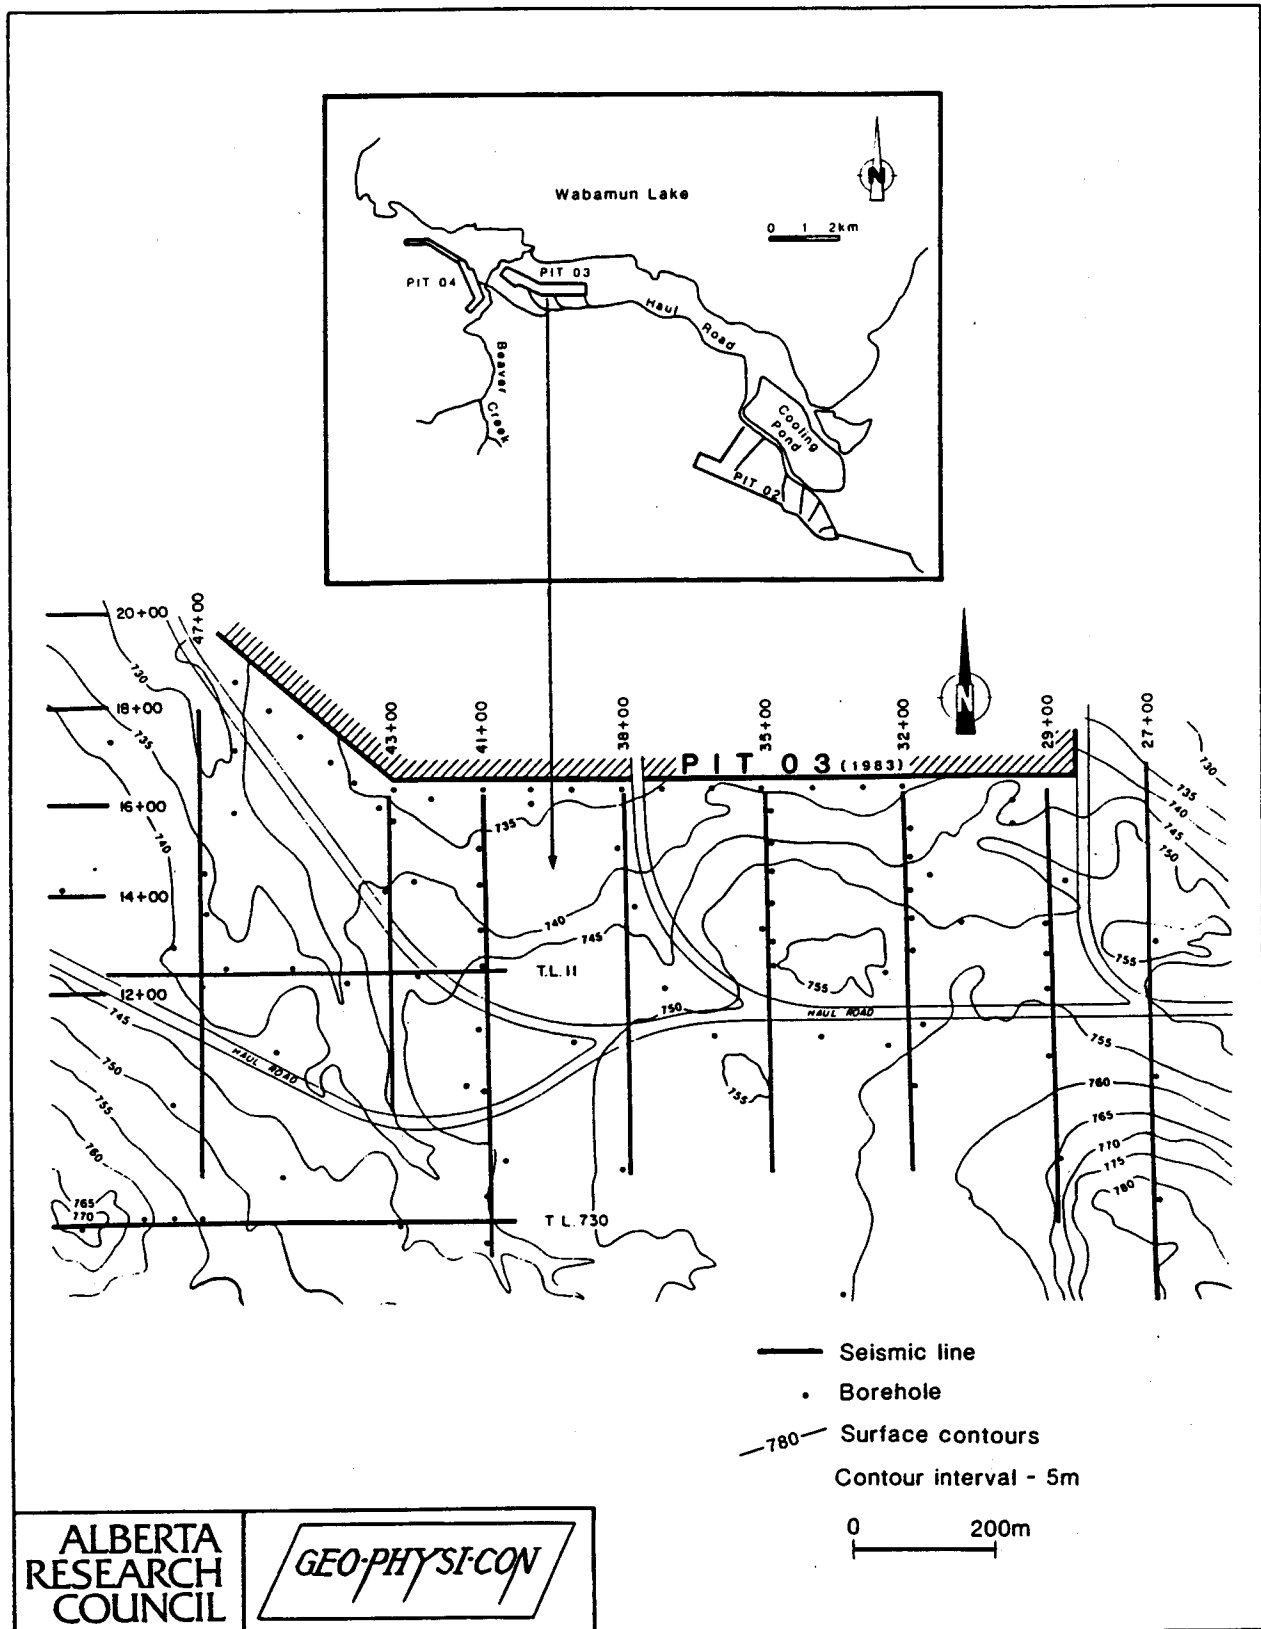 N
Wabamun Lake
0 1 2km
PIT 04
PIT 03
Haul Road
Beaver Creek
Cooling Pond
PIT 02
20+00
18+00
16+00
14+00
12+00
47+00
43+00
41+00
38+00
35+00
32+00
29+00
27+00
N
PIT 03 (1983)
730
735
740
745
750
755
760
765
770
735
740
745
750
755
755
730
735
740
745
750
755
755
760
765
770
775
780
T.L.11
T.L.730
HAUL ROAD
HAUL ROAD
Seismic line
Borehole
780 Surface contours
Contour interval - 5m
0 200m
ALBERTA
RESEARCH
COUNCIL
GEO-PHYSI-CON